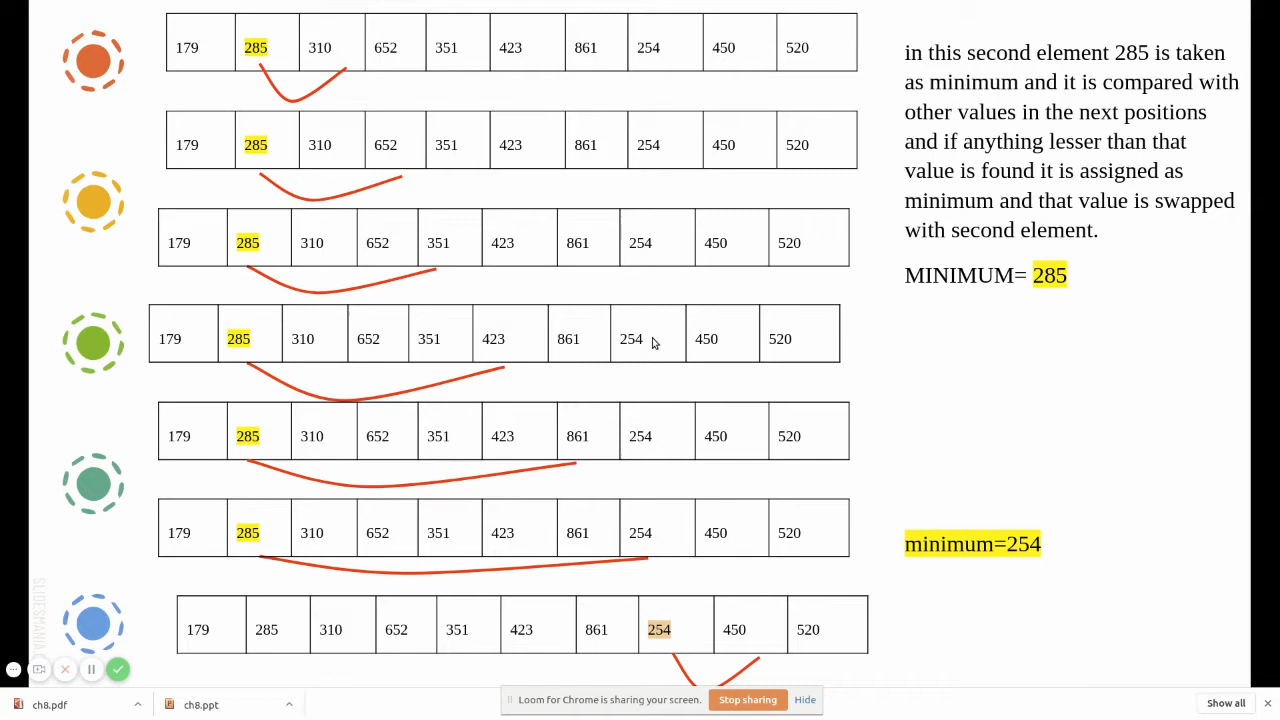 179 285 310 652 351 423 861 254 450 520
179 285 310 652 351 423 861 254 450 520
179 285 310 652 351 423 861 254 450 520
179 285 310 652 351 423 861 254 450 520
179 285 310 652 351 423 861 254 450 520
179 285 310 652 351 423 861 254 450 520
179 285 310 652 351 423 861 254 450 520
in this second element 285 is taken
as minimum and it is compared with
other values in the next positions
and if anything lesser than that
value is found it is assigned as
minimum and that value is swapped
with second element.
MINIMUM= 285
minimum=254
ch8.pdf
ch8.ppt
Loom for Chrome is sharing your screen.
Stop sharing
Hide
Show all